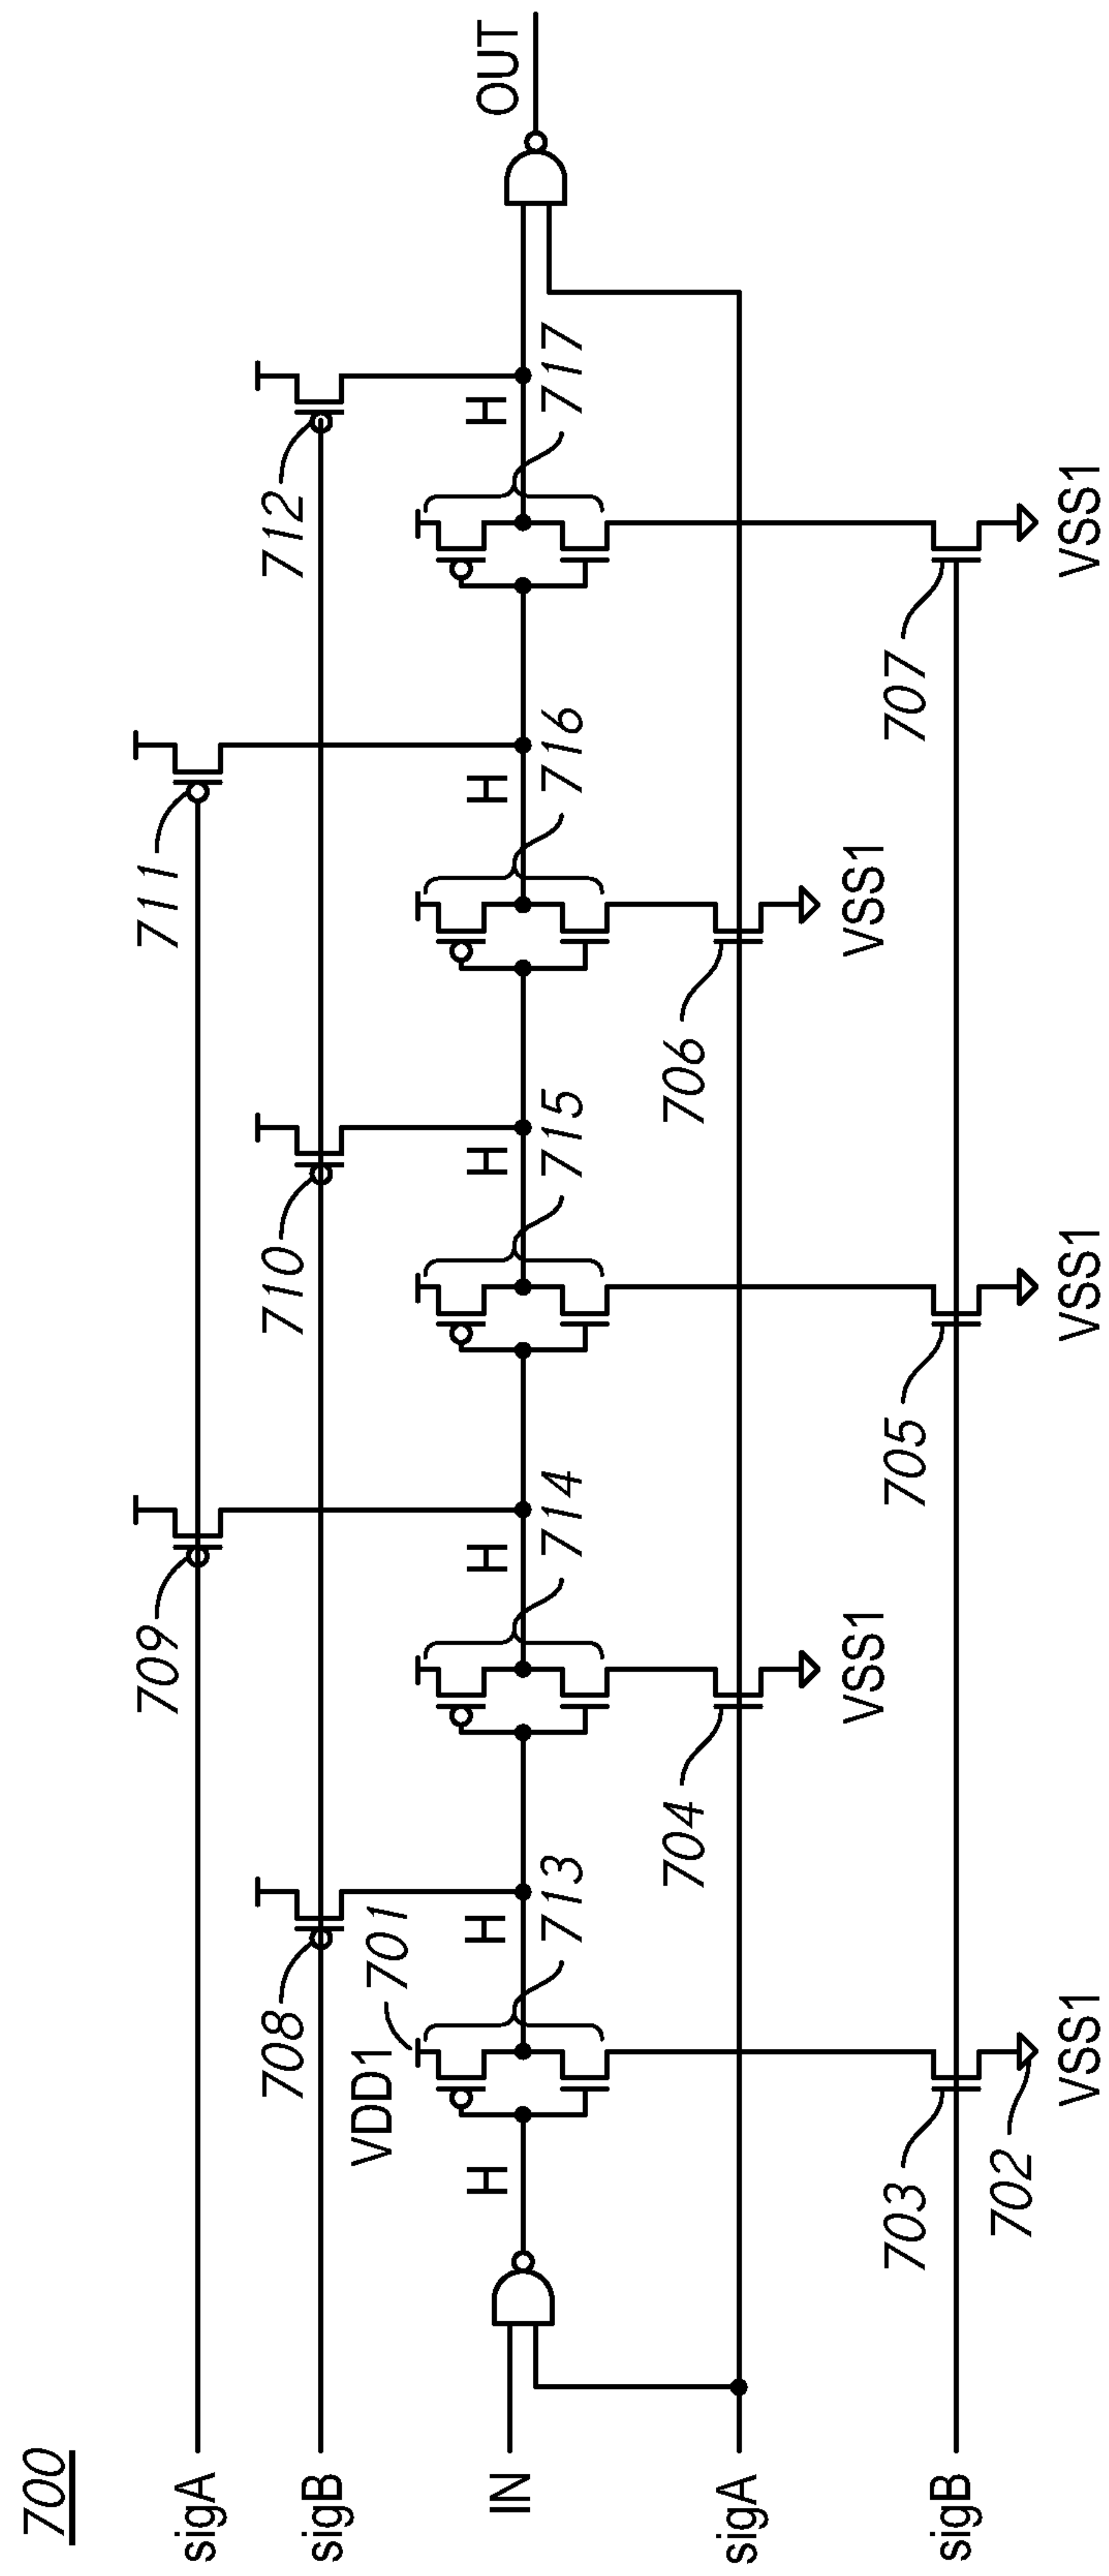 700
sigA
sigB
IN
sigA
sigB
709
711
708
710
712
VDD1
701
H
H
H
H
H
H
OUT
713
714
715
716
717
704
706
VSS1
VSS1
703
705
707
702
VSS1
VSS1
VSS1